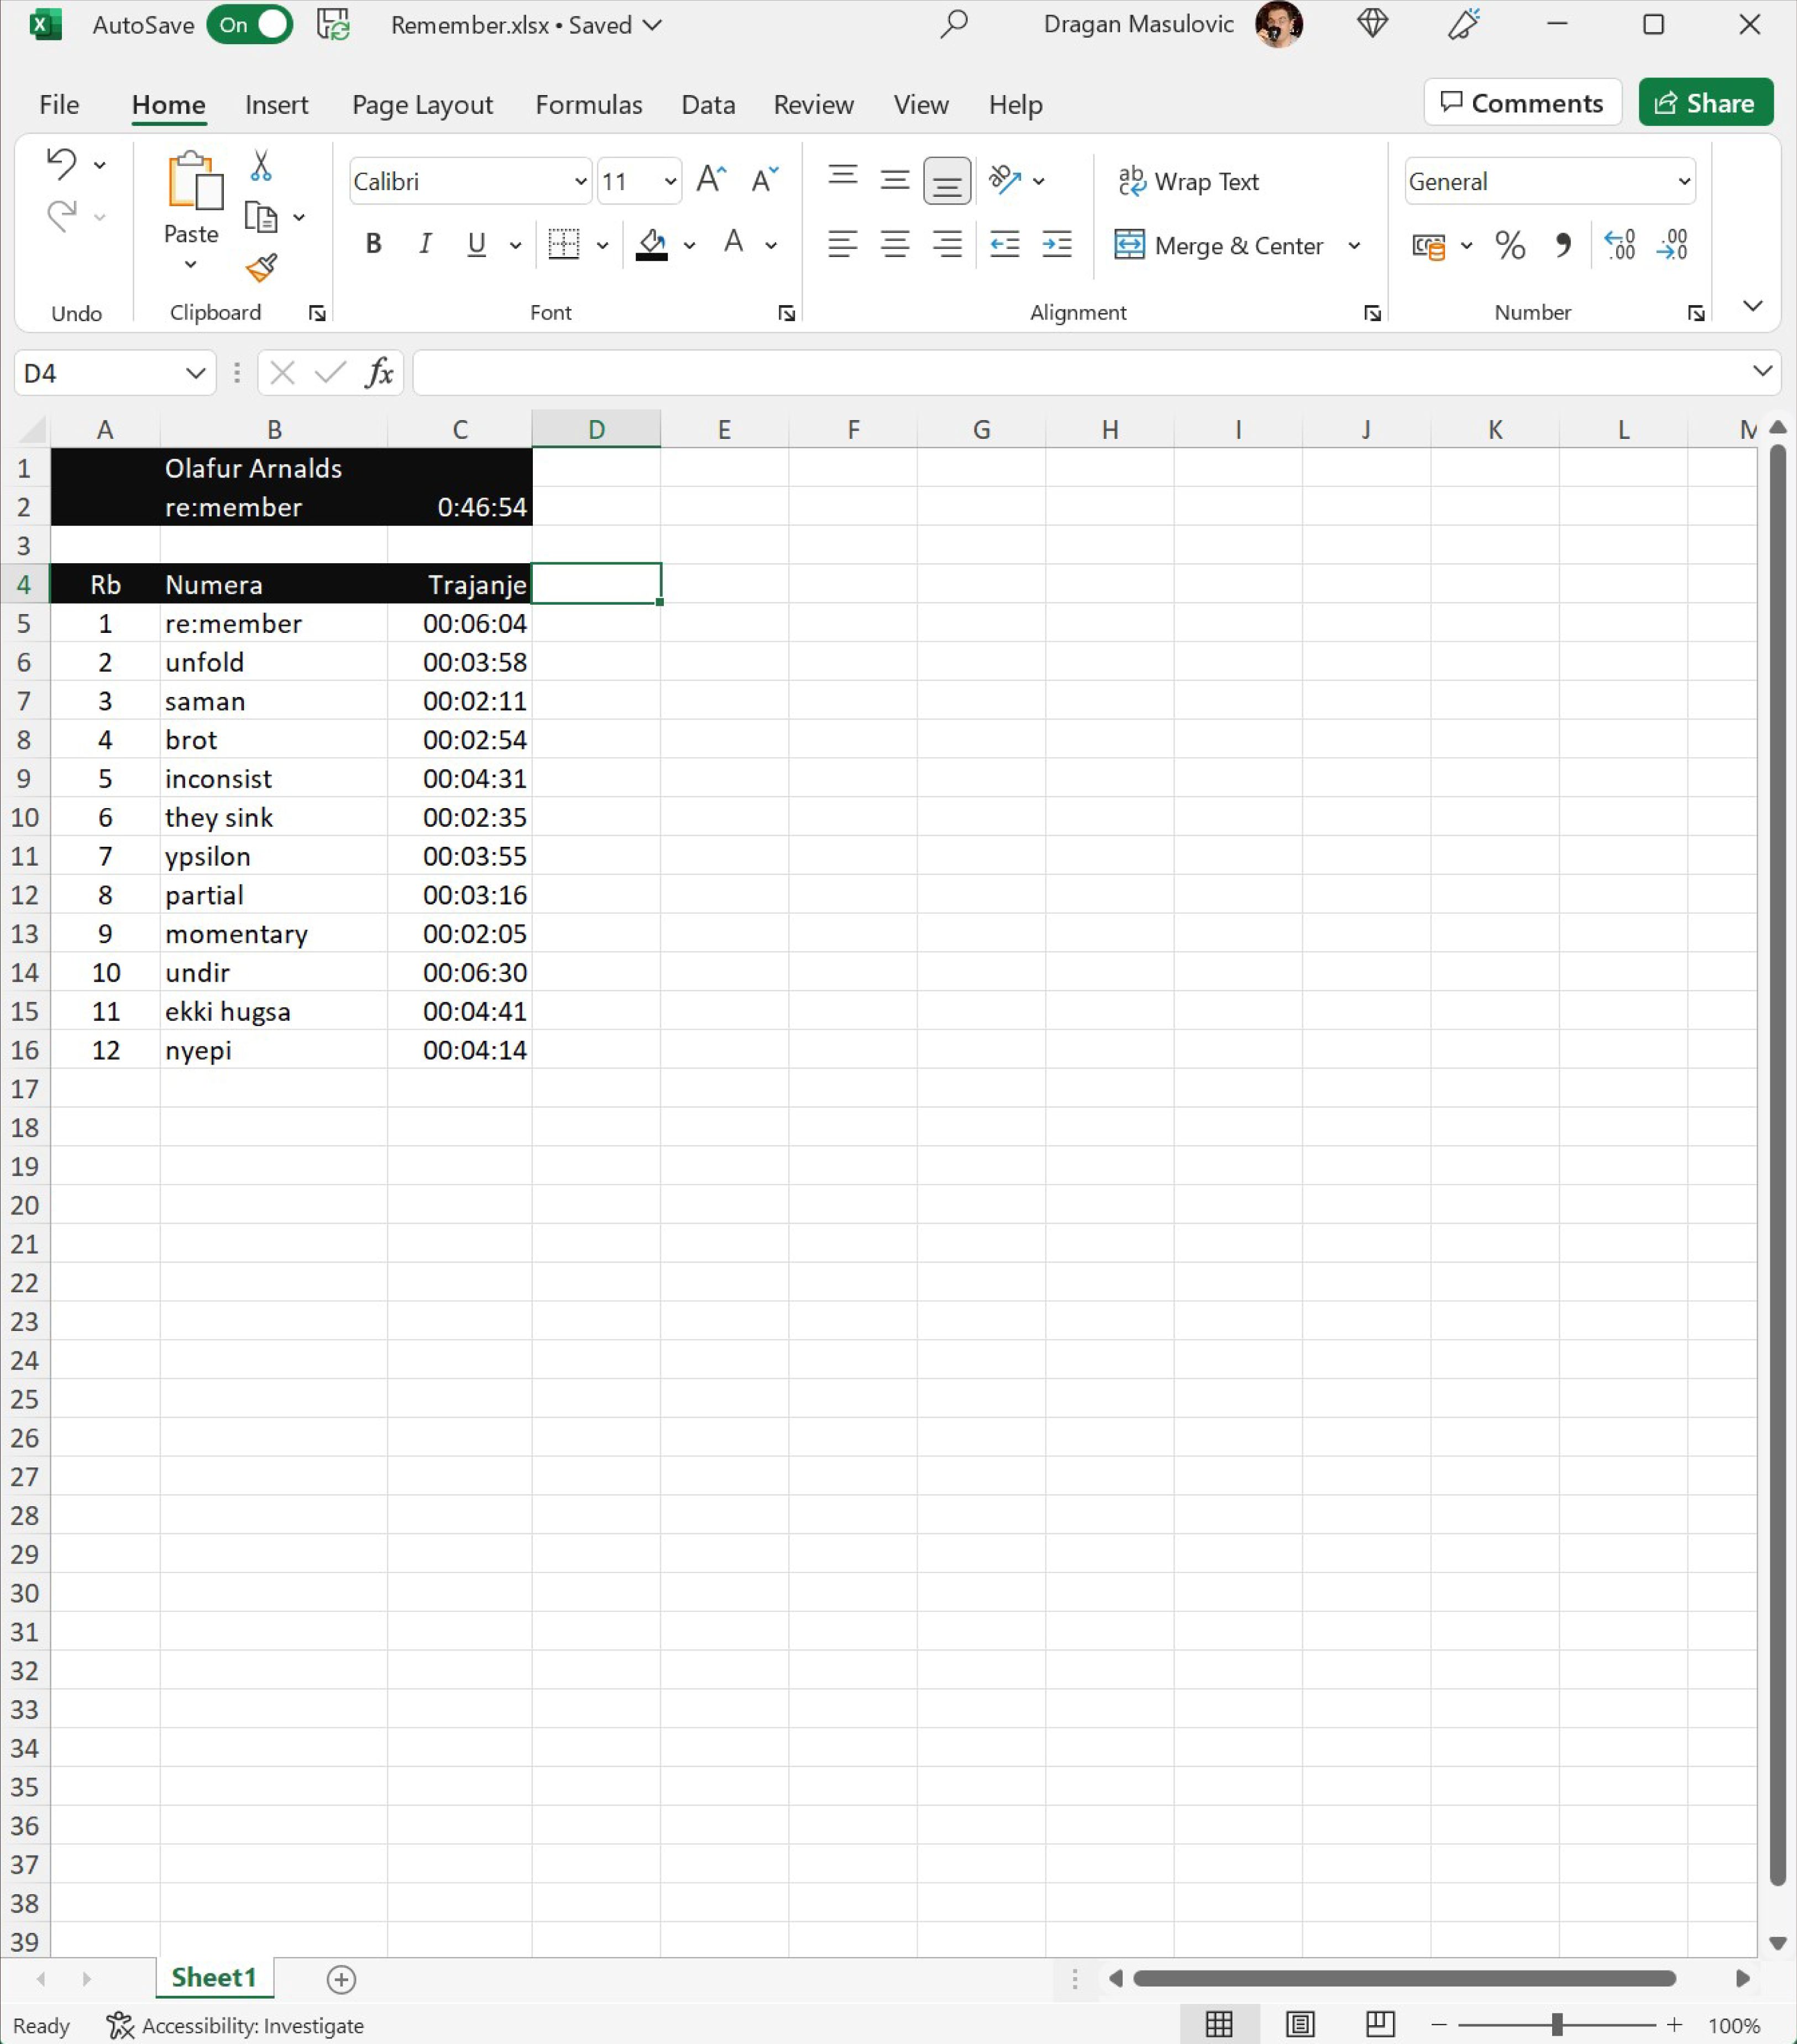 AutoSave On Remember.xlsx • Saved Dragan Masulovic
File Home Insert Page Layout Formulas Data Review View Help Comments Share
Paste Calibri 11 A A ab Wrap Text General
B I U A Merge & Center % .00 .00
Undo Clipboard Font Alignment Number
D4 fx
A B C D E F G H I J K L M
1 Olafur Arnalds
2 re:member 0:46:54
3
4 Rb Numera Trajanje
5 1 re:member 00:06:04
6 2 unfold 00:03:58
7 3 saman 00:02:11
8 4 brot 00:02:54
9 5 inconsist 00:04:31
10 6 they sink 00:02:35
11 7 ypsilon 00:03:55
12 8 partial 00:03:16
13 9 momentary 00:02:05
14 10 undir 00:06:30
15 11 ekki hugsa 00:04:41
16 12 nyepi 00:04:14
17
18
19
20
21
22
23
24
25
26
27
28
29
30
31
32
33
34
35
36
37
38
39
Sheet1
Ready Accessibility: Investigate 100%